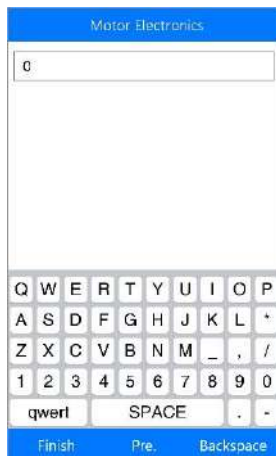 Motor Electronics
0
Q W E R T Y U I O P
A S D F G H J K L *
Z X C V B N M _ , /
1 2 3 4 5 6 7 8 9 0
qwert SPACE . -
Finish Pre. Backspace